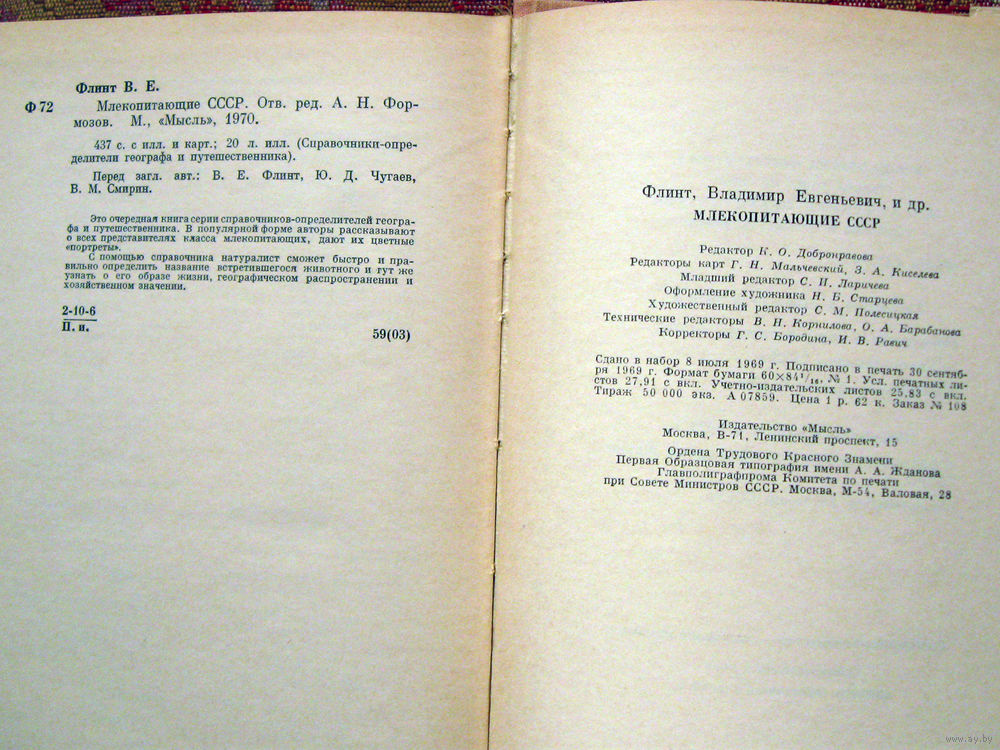 Флинт В. Е.
Ф 72 Млекопитающие СССР. Отв. ред. А. Н. Фор-
мозов. М., «Мысль», 1970.
437 с. с илл. и карт.; 20 л. илл. (Справочники-опре-
делители географа и путешественника).
Перед загл. авт.: В. Е. Флинт, Ю. Д. Чугаев,
В. М. Смирин.
Это очередная книга серии справочников-определителей геогра-
фа и путешественника. В популярной форме авторы рассказывают
о всех представителях класса млекопитающих, дают их цветные
«портреты».
С помощью справочника натуралист сможет быстро и пра-
вильно определить название встретившегося животного и тут же
узнать о его образе жизни, географическом распространении и
хозяйственном значении.
2-10-6
П. и.
59(03)
Флинт, Владимир Евгеньевич, и др.
МЛЕКОПИТАЮЩИЕ СССР
Редактор К. О. Добронравова
Редакторы карт Г. Н. Мальчевский, З. А. Киселева
Младший редактор С. И. Ларичева
Оформление художника Н. Б. Старцева
Художественный редактор С. М. Полесицкая
Технические редакторы В. Н. Корнилова, О. А. Барабанова
Корректоры Г. С. Бородина, И. В. Равич
Сдано в набор 8 июля 1969 г. Подписано в печать 30 сентяб-
ря 1969 г. Формат бумаги 60×84¹/₁₆, № 1. Усл. печатных ли-
стов 27,91 с вкл. Учетно-издательских листов 25,83 с вкл.
Тираж 50 000 экз. А 07859. Цена 1 р. 62 к. Заказ № 108
Издательство «Мысль»
Москва, В-71, Ленинский проспект, 15
Ордена Трудового Красного Знамени
Первая Образцовая типография имени А. А. Жданова
Главполиграфпрома Комитета по печати
при Совете Министров СССР. Москва, М-54, Валовая, 28
www.ay.by